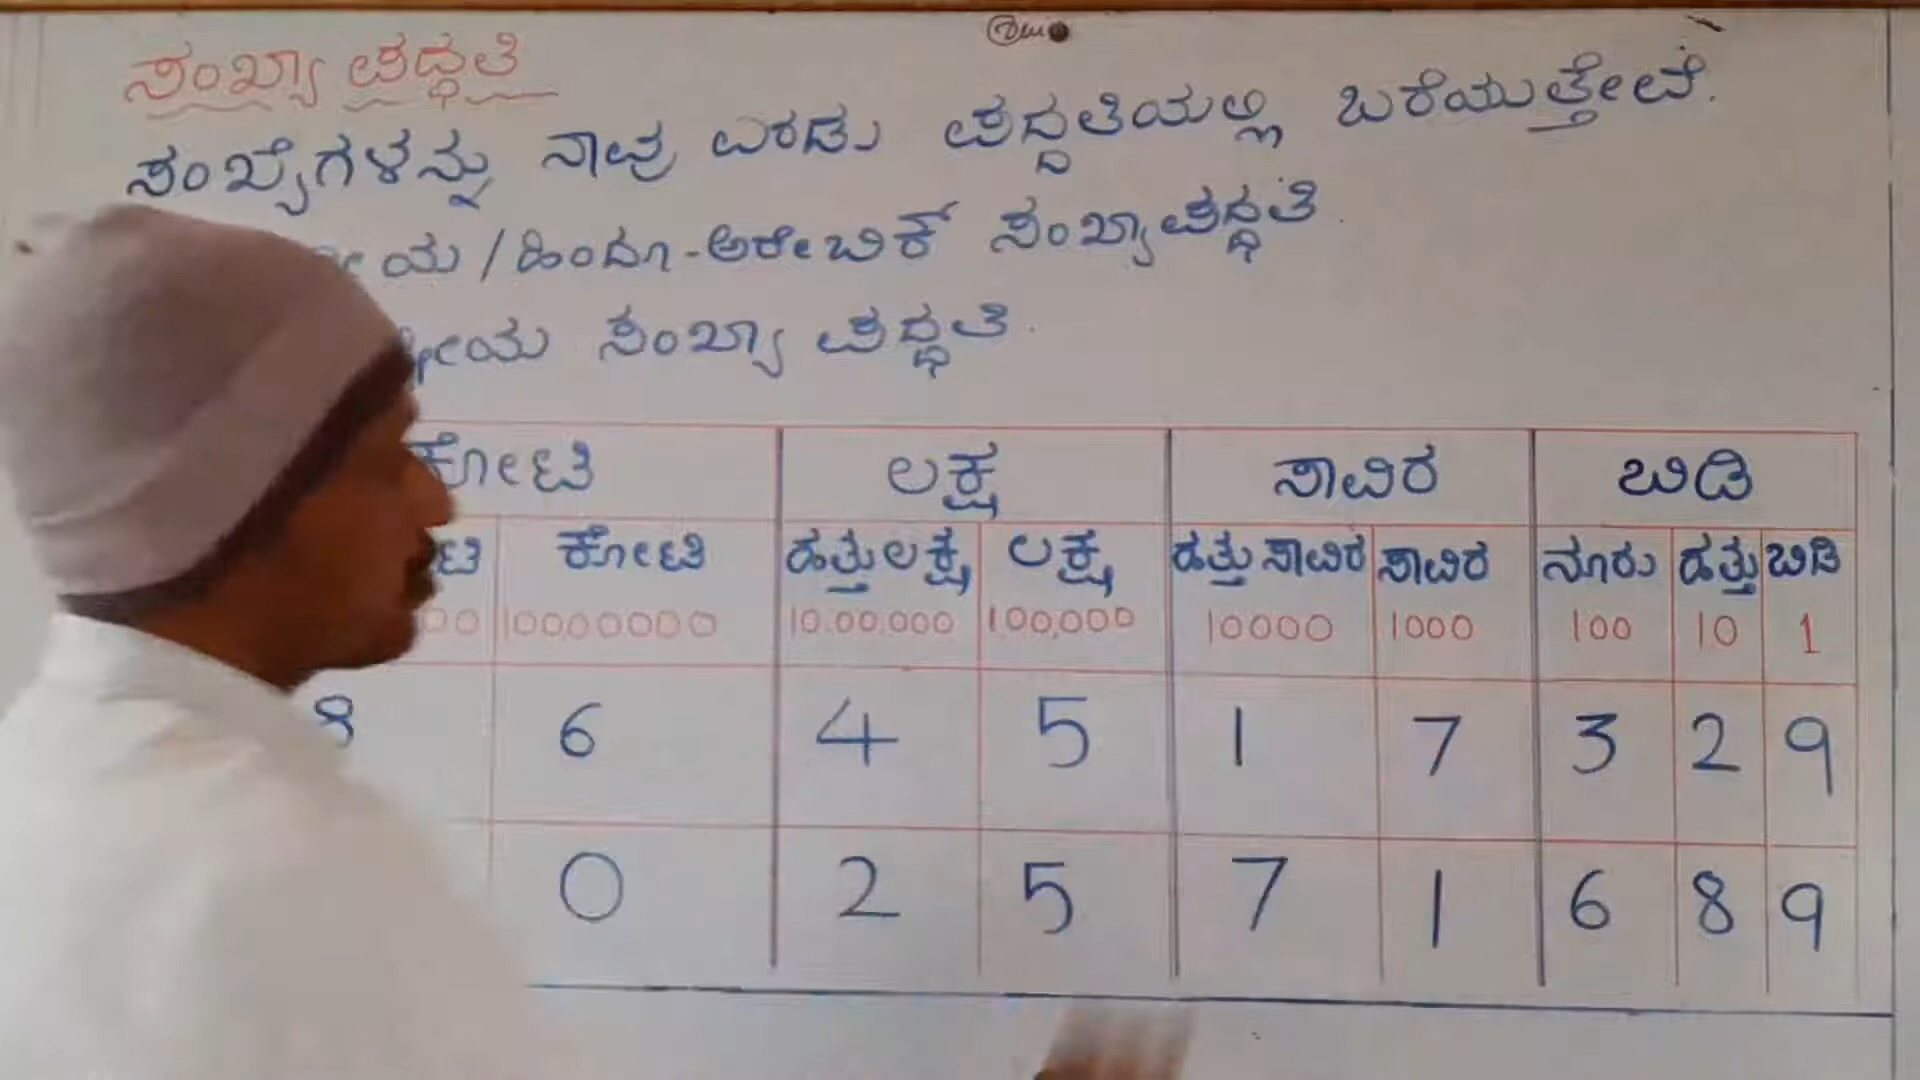 ಸಂಖ್ಯಾ ಪದ್ಧತಿ
ಸಂಖ್ಯೆಗಳನ್ನು ನಾವು ಎರಡು ಪದ್ಧತಿಯಲ್ಲಿ ಬರೆಯುತ್ತೇವೆ.
/ಹಿಂದೂ-ಅರೇಬಿಕ್ ಸಂಖ್ಯಾಪದ್ಧತಿ.
ಸಂಖ್ಯಾ ಪದ್ಧತಿ.
ಕೋಟಿ ಲಕ್ಷ ಸಾವಿರ ಬಿಡಿ
ಕೋಟಿ ಹತ್ತುಲಕ್ಷ ಲಕ್ಷ ಹತ್ತುಸಾವಿರ ಸಾವಿರ ನೂರು ಹತ್ತು ಬಿಡಿ
10000000 10,00,000 1,00,000 10000 1000 100 10 1
8 6 4 5 1 7 3 2 9
0 2 5 7 1 6 8 9